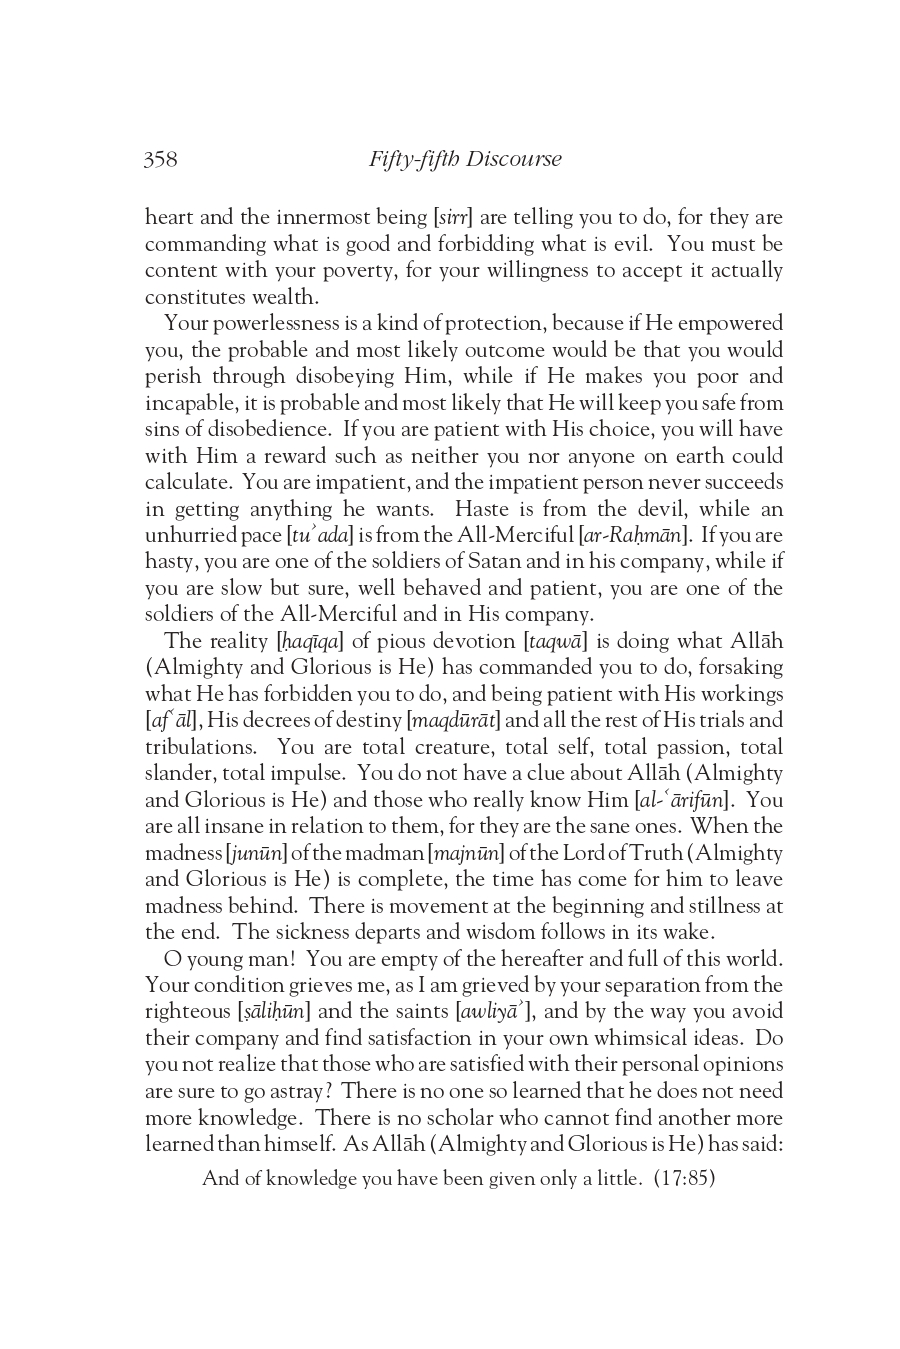 358 Fifty-fifth Discourse
heart and the innermost being [sirr] are telling you to do, for they are
commanding what is good and forbidding what is evil. You must be
content with your poverty, for your willingness to accept it actually
constitutes wealth.
Your powerlessness is a kind of protection, because if He empowered
you, the probable and most likely outcome would be that you would
perish through disobeying Him, while if He makes you poor and
incapable, it is probable and most likely that He will keep you safe from
sins of disobedience. If you are patient with His choice, you will have
with Him a reward such as neither you nor anyone on earth could
calculate. You are impatient, and the impatient person never succeeds
in getting anything he wants. Haste is from the devil, while an
unhurried pace [tuʾada] is from the All-Merciful [ar-Raḥmān]. If you are
hasty, you are one of the soldiers of Satan and in his company, while if
you are slow but sure, well behaved and patient, you are one of the
soldiers of the All-Merciful and in His company.
The reality [ḥaqīqa] of pious devotion [taqwā] is doing what Allāh
(Almighty and Glorious is He) has commanded you to do, forsaking
what He has forbidden you to do, and being patient with His workings
[afʿāl], His decrees of destiny [maqdūrāt] and all the rest of His trials and
tribulations. You are total creature, total self, total passion, total
slander, total impulse. You do not have a clue about Allāh (Almighty
and Glorious is He) and those who really know Him [al-ʿārifūn]. You
are all insane in relation to them, for they are the sane ones. When the
madness [junūn] of the madman [majnūn] of the Lord of Truth (Almighty
and Glorious is He) is complete, the time has come for him to leave
madness behind. There is movement at the beginning and stillness at
the end. The sickness departs and wisdom follows in its wake.
O young man! You are empty of the hereafter and full of this world.
Your condition grieves me, as I am grieved by your separation from the
righteous [ṣāliḥūn] and the saints [awliyāʾ], and by the way you avoid
their company and find satisfaction in your own whimsical ideas. Do
you not realize that those who are satisfied with their personal opinions
are sure to go astray? There is no one so learned that he does not need
more knowledge. There is no scholar who cannot find another more
learned than himself. As Allāh (Almighty and Glorious is He) has said:
And of knowledge you have been given only a little. (17:85)